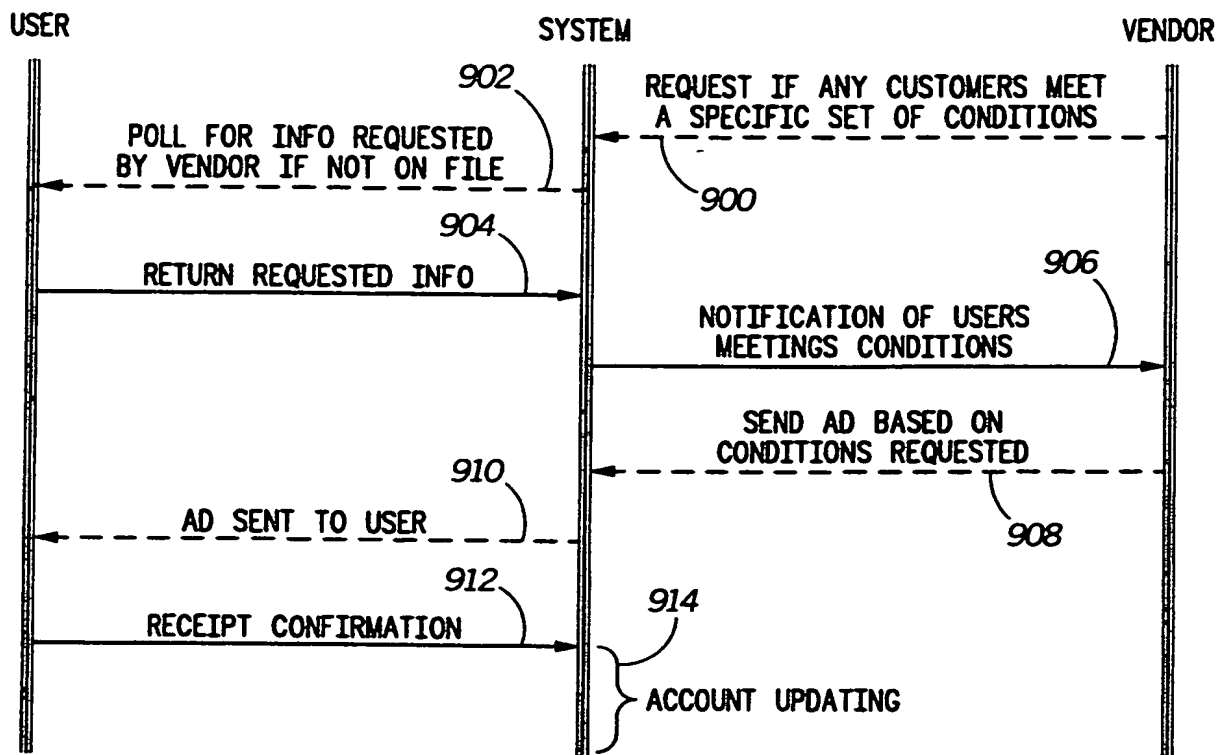 USER
SYSTEM
VENDOR
902
REQUEST IF ANY CUSTOMERS MEET
A SPECIFIC SET OF CONDITIONS
POLL FOR INFO REQUESTED
BY VENDOR IF NOT ON FILE
900
904
RETURN REQUESTED INFO
906
NOTIFICATION OF USERS
MEETINGS CONDITIONS
SEND AD BASED ON
CONDITIONS REQUESTED
910
AD SENT TO USER
908
912
914
RECEIPT CONFIRMATION
ACCOUNT UPDATING